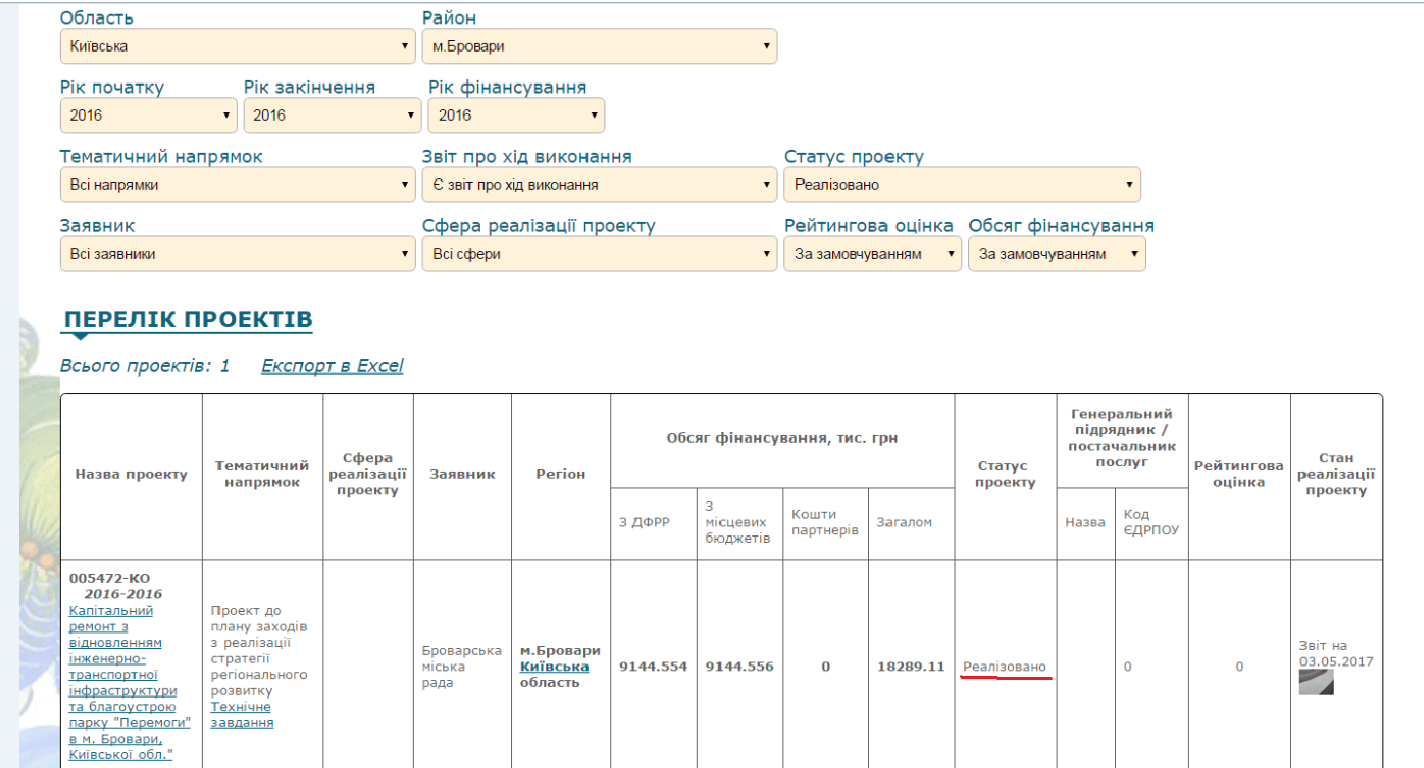 Область Район
Київська м.Бровари
Рік початку Рік закінчення Рік фінансування
2016 2016 2016
Тематичний напрямок Звіт про хід виконання Статус проекту
Всі напрямки Є звіт про хід виконання Реалізовано
Заявник Сфера реалізації проекту Рейтингова оцінка Обсяг фінансування
Всі заявники Всі сфери За замовчуванням За замовчуванням
ПЕРЕЛІК ПРОЕКТІВ
Всього проектів: 1 Експорт в Excel
Назва проекту
Тематичний
напрямок
Сфера
реалізації
проекту
Заявник
Регіон
Обсяг фінансування, тис. грн
З ДФРР
З
місцевих
бюджетів
Кошти
партнерів
Загалом
Статус
проекту
Генеральний
підрядник /
постачальник
послуг
Назва
Код
ЄДРПОУ
Рейтингова
оцінка
Стан
реалізації
проекту
005472-КО
2016-2016
Капітальний
ремонт з
відновленням
інженерно-
транспортної
інфраструктури
та благоустрою
парку "Перемоги"
в м. Бровари,
Київської обл."
Проект до
плану заходів
з реалізації
стратегії
регіонального
розвитку
Технічне
завдання
Броварська
міська
рада
м.Бровари
Київська
область
9144.554
9144.556
0
18289.11
Реалізовано
0
0
Звіт на
03.05.2017